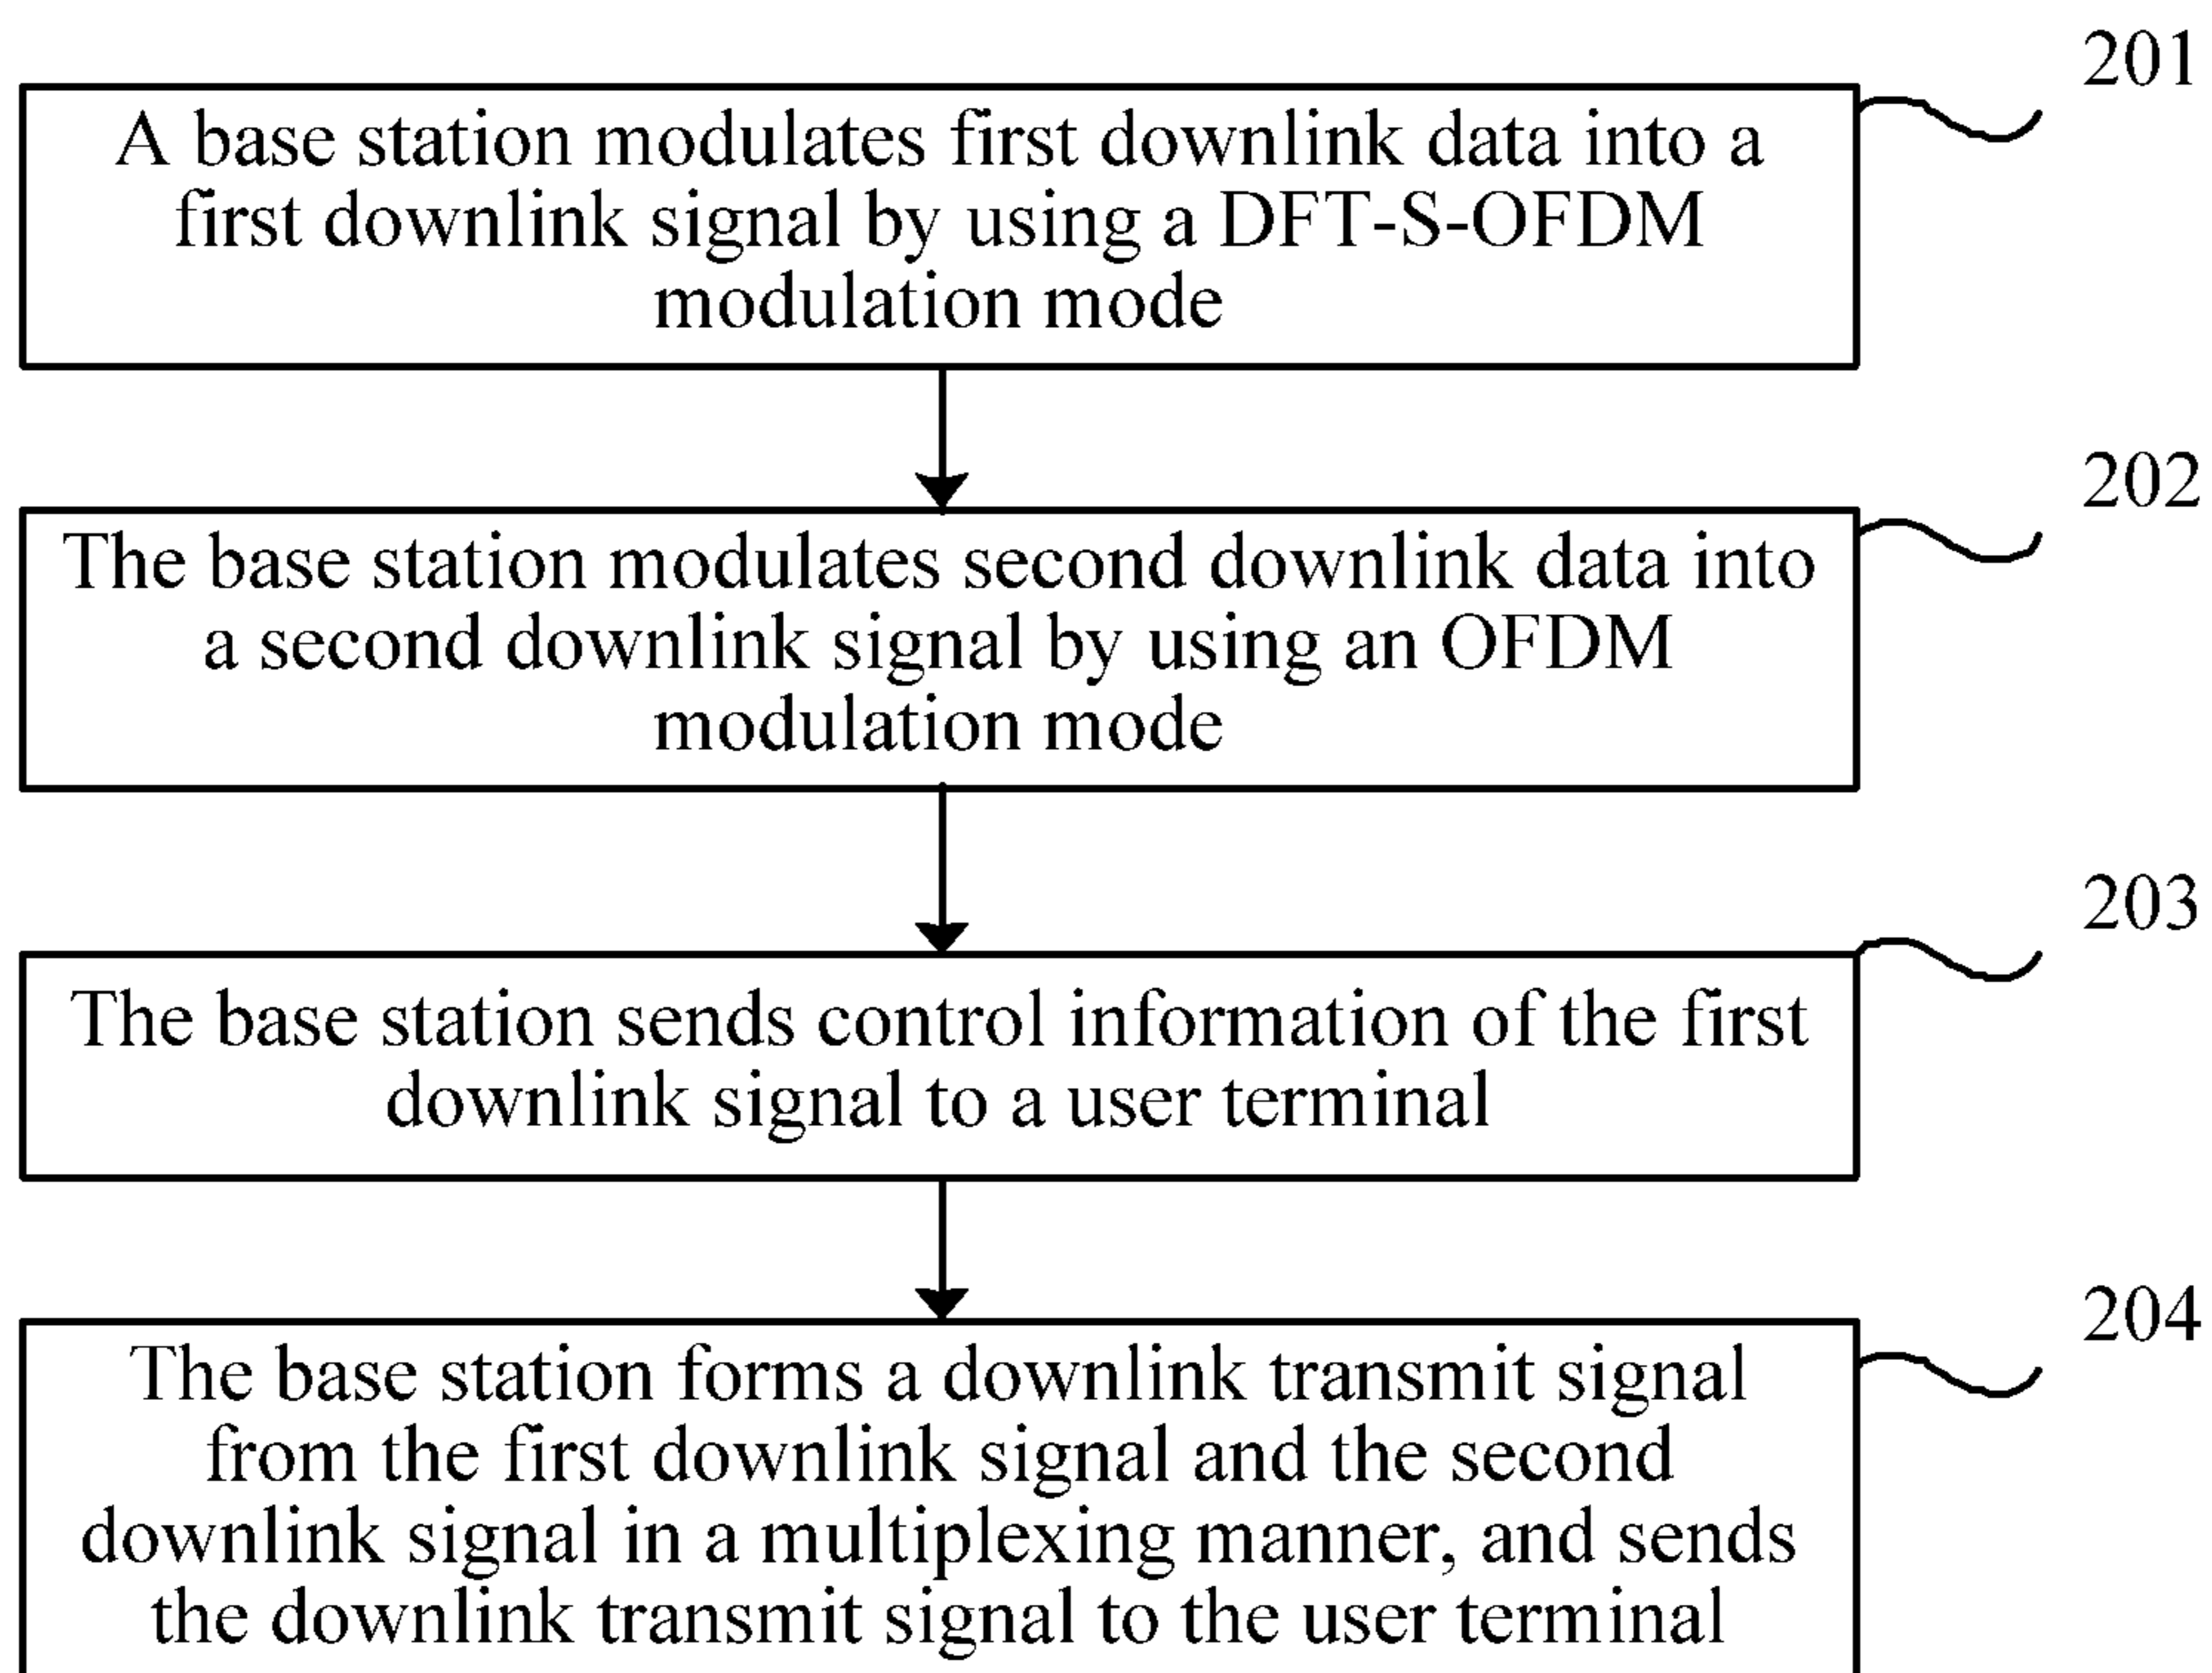 201
A base station modulates first downlink data into a
first downlink signal by using a DFT-S-OFDM
modulation mode
202
The base station modulates second downlink data into
a second downlink signal by using an OFDM
modulation mode
203
The base station sends control information of the first
downlink signal to a user terminal
204
The base station forms a downlink transmit signal
from the first downlink signal and the second
downlink signal in a multiplexing manner, and sends
the downlink transmit signal to the user terminal